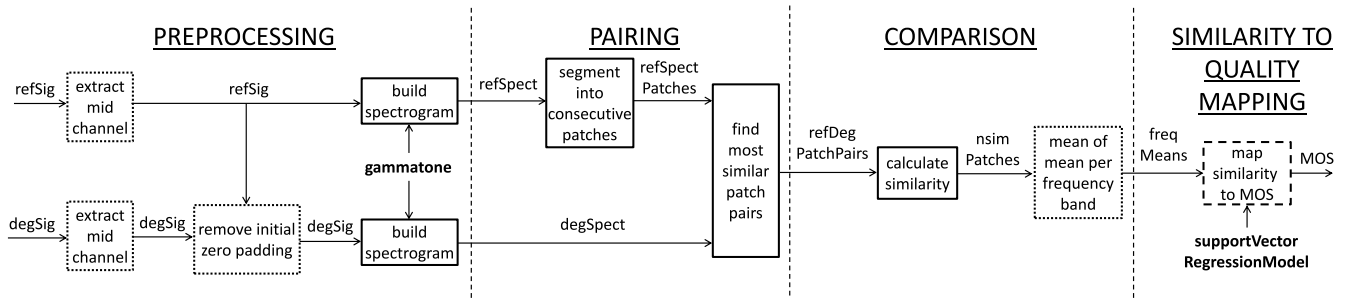 PREPROCESSING
PAIRING
COMPARISON
SIMILARITY TO
QUALITY
MAPPING
refSig
extract
mid
channel
refSig
build
spectrogram
gammatone
degSig
extract
mid
channel
degSig
remove initial
zero padding
degSig
build
spectrogram
refSpect
segment
into
consecutive
patches
refSpect
Patches
degSpect
find
most
similar
patch
pairs
refDeg
PatchPairs
calculate
similarity
nsim
Patches
mean of
mean per
frequency
band
freq
Means
map
similarity
to MOS
MOS
supportVector
RegressionModel